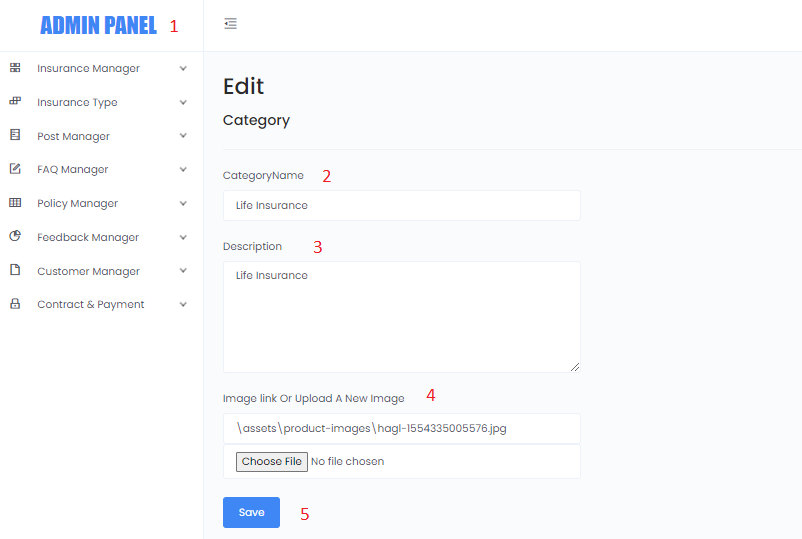 ADMIN PANEL 1
Insurance Manager
Insurance Type
Post Manager
FAQ Manager
Policy Manager
Feedback Manager
Customer Manager
Contract & Payment
Edit
Category
CategoryName 2
Life Insurance
Description 3
Life Insurance
Image link Or Upload A New Image 4
\assets\product-images\hagl-1554335005576.jpg
Choose File No file chosen
Save 5